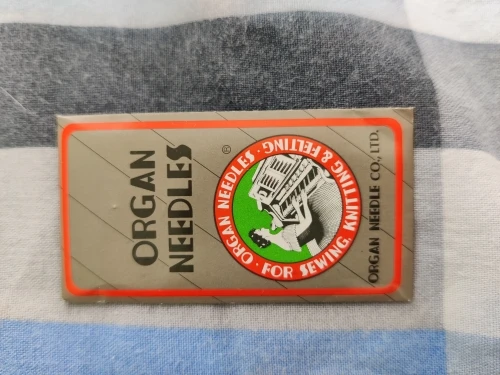 ORGAN
NEEDLES
®
ORGAN NEEDLES · FOR SEWING, KNITTING & FELTING ·
ORGAN NEEDLE CO., LTD.